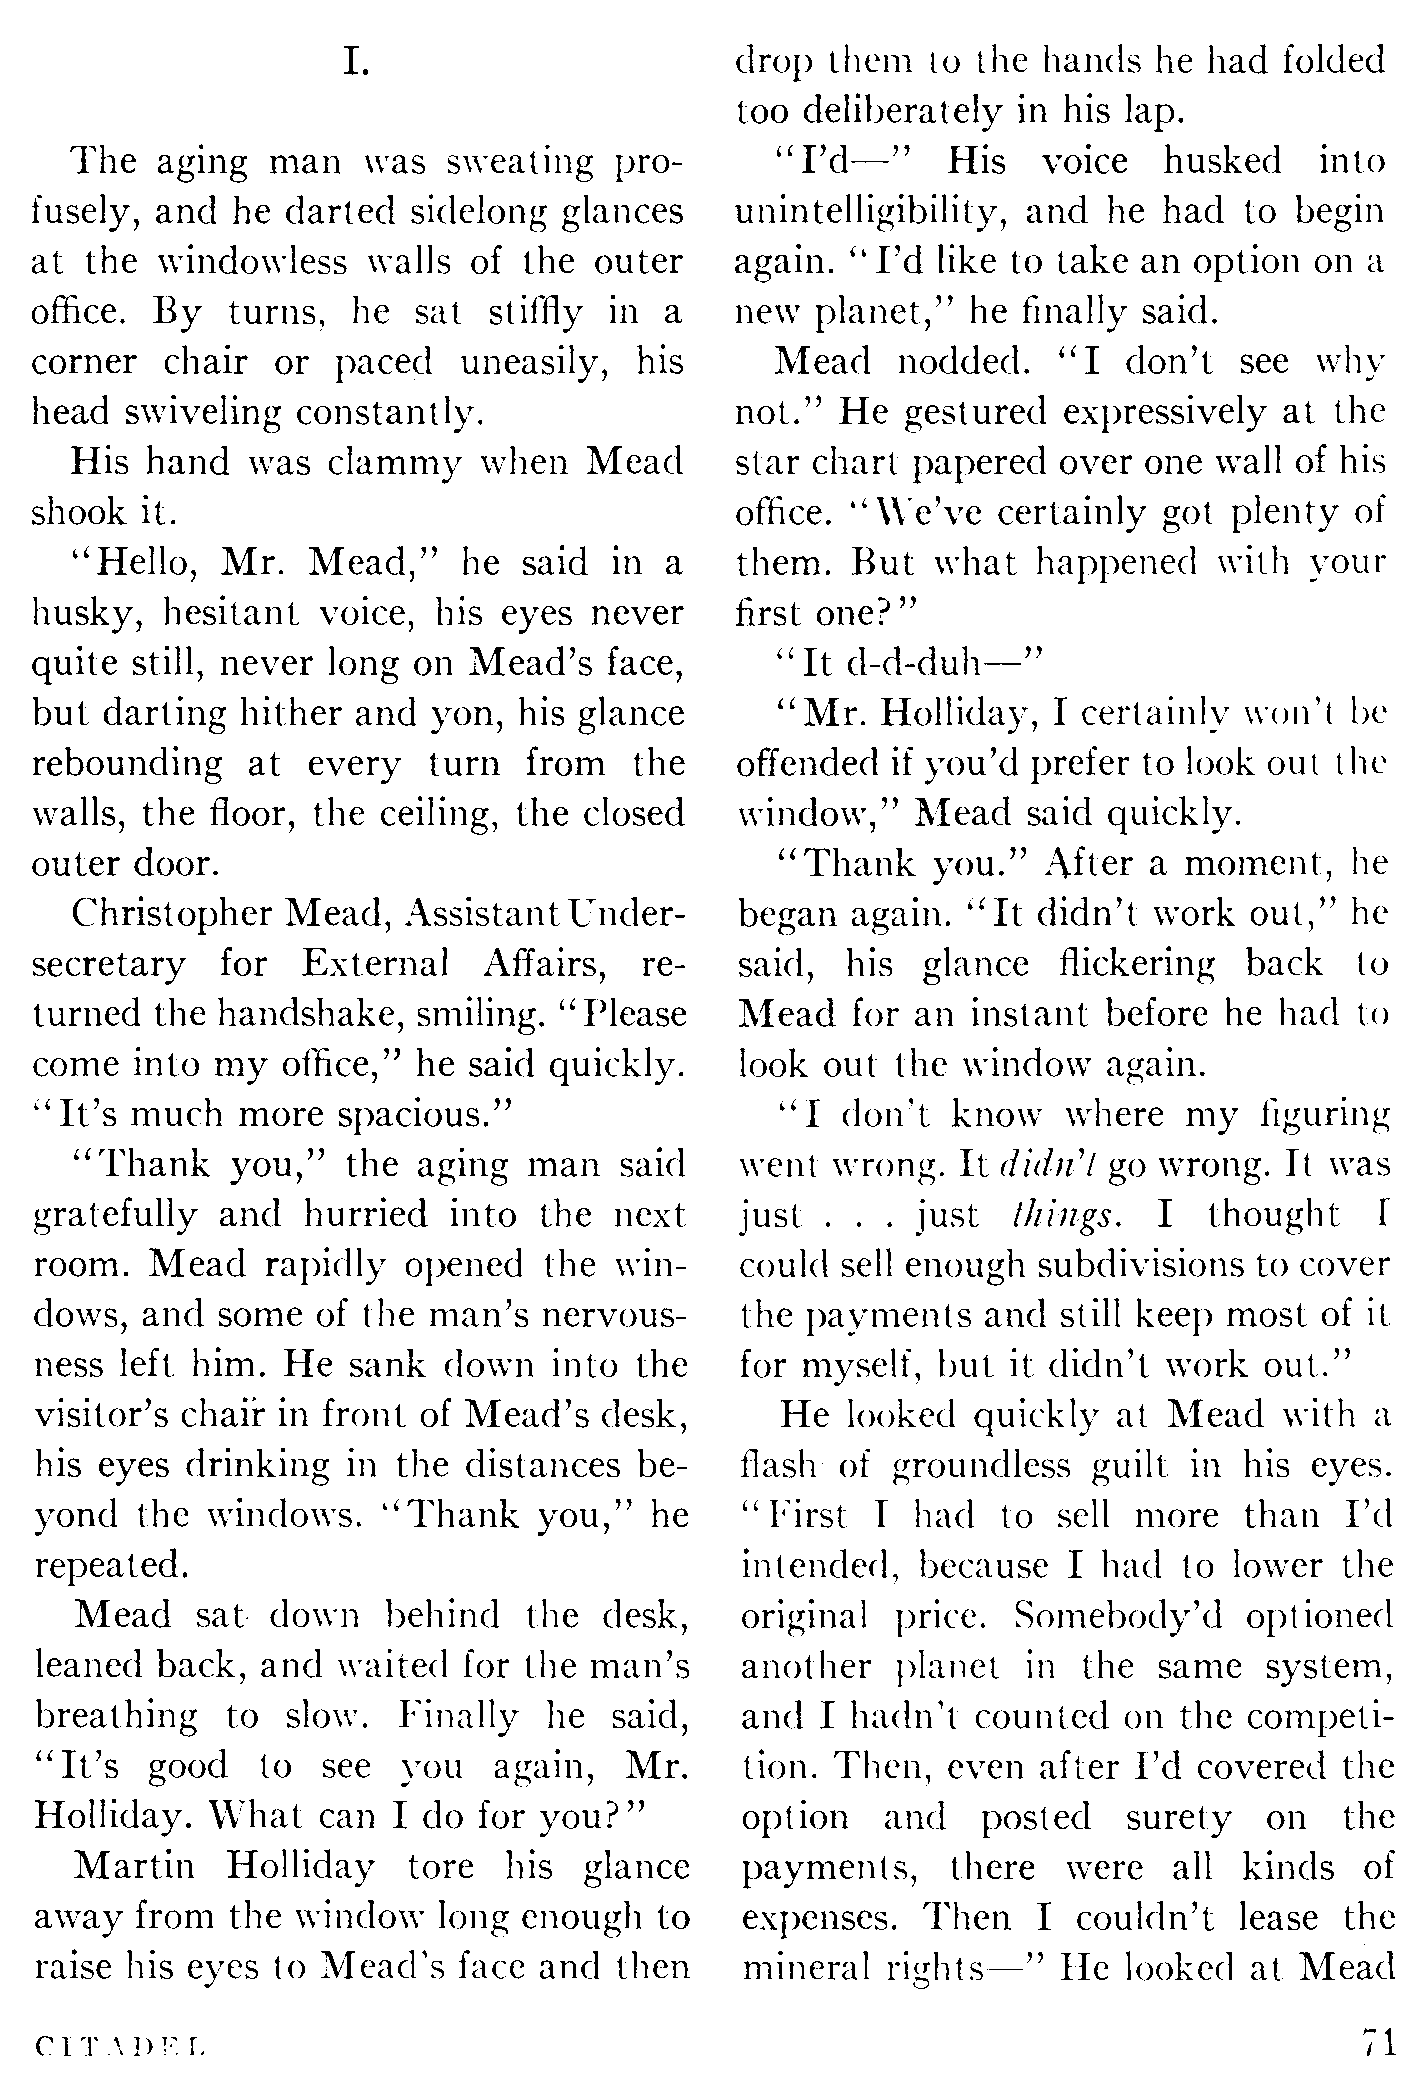 I.
The aging man was sweating pro-
fusely, and he darted sidelong glances
at the windowless walls of the outer
office. By turns, he sat stiffly in a
corner chair or paced uneasily, his
head swiveling constantly.
His hand was clammy when Mead
shook it.
“Hello, Mr. Mead,” he said in a
husky, hesitant voice, his eyes never
quite still, never long on Mead’s face,
but darting hither and yon, his glance
rebounding at every turn from the
walls, the floor, the ceiling, the closed
outer door.
Christopher Mead, Assistant Under-
secretary for External Affairs, re-
turned the handshake, smiling. “Please
come into my office,” he said quickly.
“It’s much more spacious.”
“Thank you,” the aging man said
gratefully and hurried into the next
room. Mead rapidly opened the win-
dows, and some of the man’s nervous-
ness left him. He sank down into the
visitor’s chair in front of Mead’s desk,
his eyes drinking in the distances be-
yond the windows. “Thank you,” he
repeated.
Mead sat down behind the desk,
leaned back, and waited for the man’s
breathing to slow. Finally he said,
“It’s good to see you again, Mr.
Holliday. What can I do for you?”
Martin Holliday tore his glance
away from the window long enough to
raise his eyes to Mead’s face and then
drop them to the hands he had folded
too deliberately in his lap.
“I’d—” His voice husked into
unintelligibility, and he had to begin
again. “I’d like to take an option on a
new planet,” he finally said.
Mead nodded. “I don’t see why
not.” He gestured expressively at the
star chart papered over one wall of his
office. “We’ve certainly got plenty of
them. But what happened with your
first one?”
“It d-d-duh—”
“Mr. Holliday, I certainly won’t be
offended if you’d prefer to look out the
window,” Mead said quickly.
“Thank you.” After a moment, he
began again. “It didn’t work out,” he
said, his glance flickering back to
Mead for an instant before he had to
look out the window again.
“I don’t know where my figuring
went wrong. It didn’t go wrong. It was
just . . . just things. I thought I
could sell enough subdivisions to cover
the payments and still keep most of it
for myself, but it didn’t work out.”
He looked quickly at Mead with a
flash of groundless guilt in his eyes.
“First I had to sell more than I’d
intended, because I had to lower the
original price. Somebody’d optioned
another planet in the same system,
and I hadn’t counted on the competi-
tion. Then, even after I’d covered the
option and posted surety on the
payments, there were all kinds of
expenses. Then I couldn’t lease the
mineral rights—” He looked at Mead
CITADEL
71